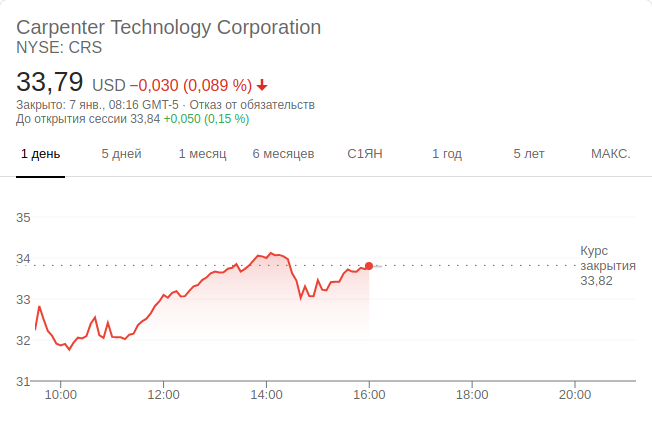 Carpenter Technology Corporation
NYSE: CRS
33,79 USD −0,030 (0,089 %)
Закрыто: 7 янв., 08:16 GMT-5 · Отказ от обязательств
До открытия сессии 33,84 +0,050 (0,15 %)
1 день 5 дней 1 месяц 6 месяцев С1ЯН 1 год 5 лет МАКС.
35
34
33
32
31
Курс
закрытия
33,82
10:00 12:00 14:00 16:00 18:00 20:00